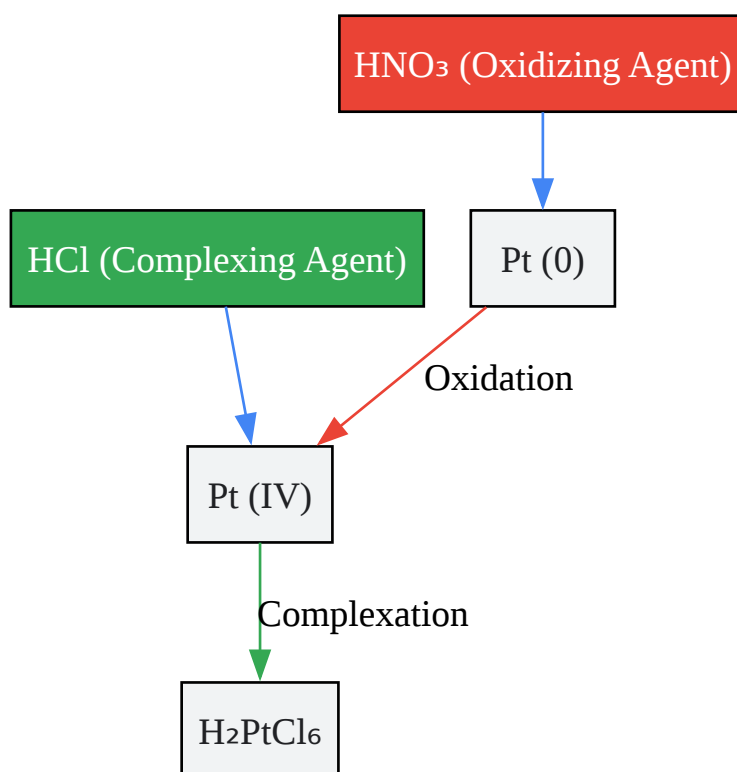 HNO₃ (Oxidizing Agent)
HCl (Complexing Agent)
Pt (0)
Oxidation
Pt (IV)
Complexation
H₂PtCl₆